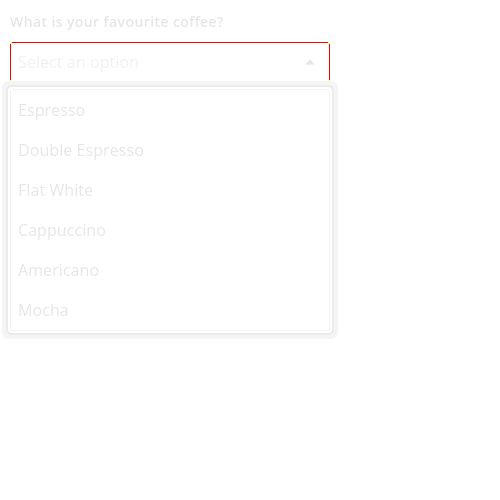 What is your favourite coffee?
Select an option
Espresso
Double Espresso
Flat White
Cappuccino
Americano
Mocha